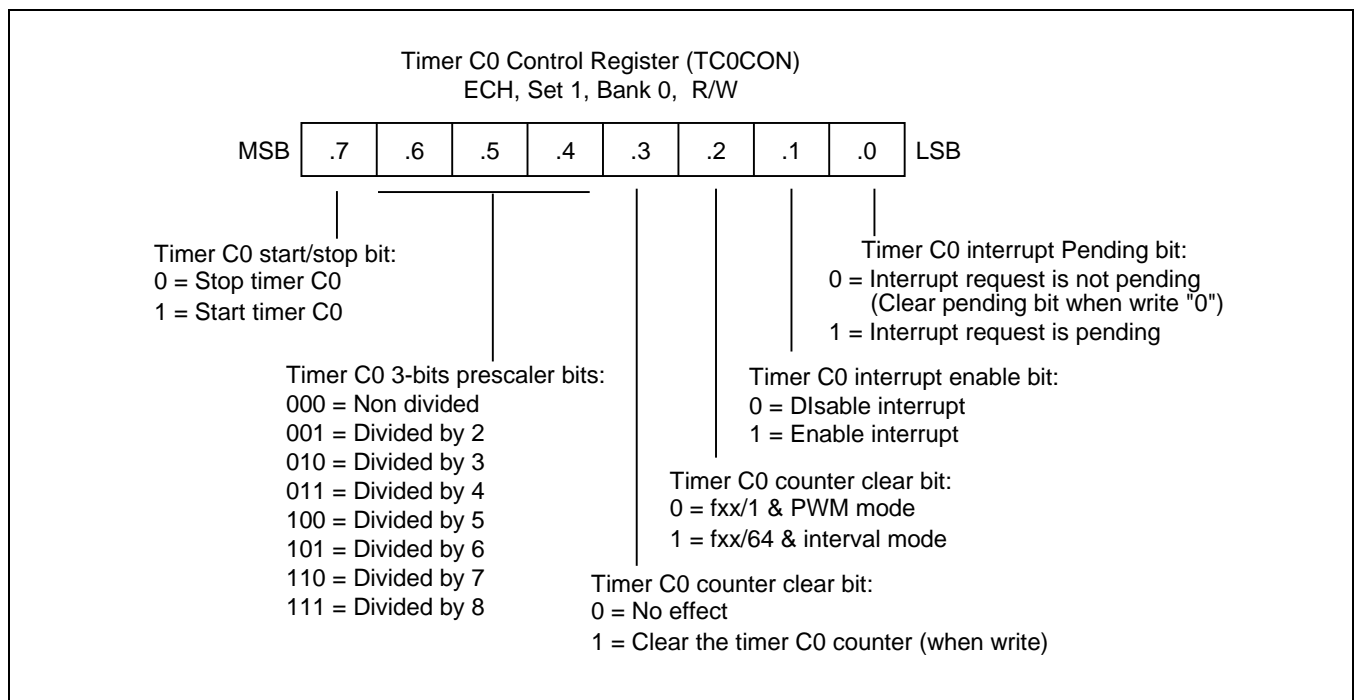 Timer C0 Control Register (TC0CON)
ECH, Set 1, Bank 0, R/W
MSB .7 .6 .5 .4 .3 .2 .1 .0 LSB
Timer C0 start/stop bit:
0 = Stop timer C0
1 = Start timer C0
Timer C0 interrupt Pending bit:
0 = Interrupt request is not pending
(Clear pending bit when write "0")
1 = Interrupt request is pending
Timer C0 3-bits prescaler bits:
000 = Non divided
001 = Divided by 2
010 = Divided by 3
011 = Divided by 4
100 = Divided by 5
101 = Divided by 6
110 = Divided by 7
111 = Divided by 8
Timer C0 interrupt enable bit:
0 = DIsable interrupt
1 = Enable interrupt
Timer C0 counter clear bit:
0 = fxx/1 & PWM mode
1 = fxx/64 & interval mode
Timer C0 counter clear bit:
0 = No effect
1 = Clear the timer C0 counter (when write)